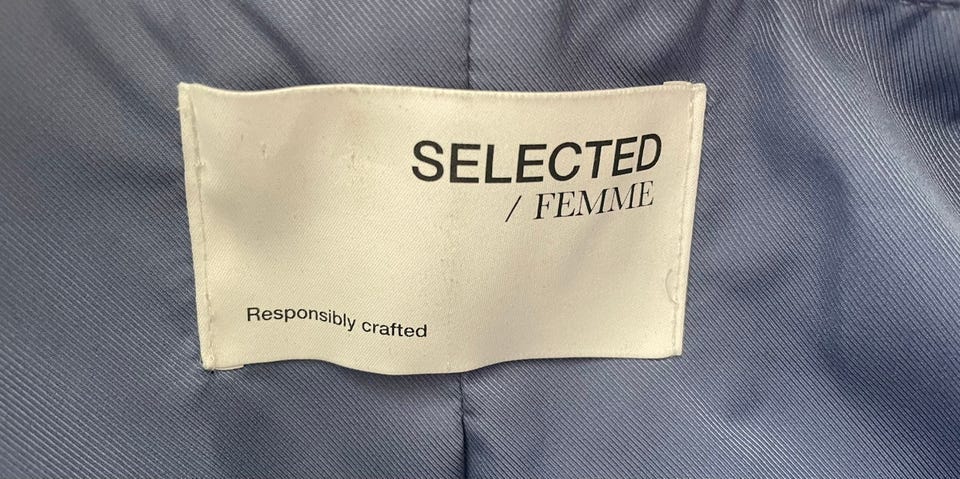 SELECTED
/ FEMME
Responsibly crafted